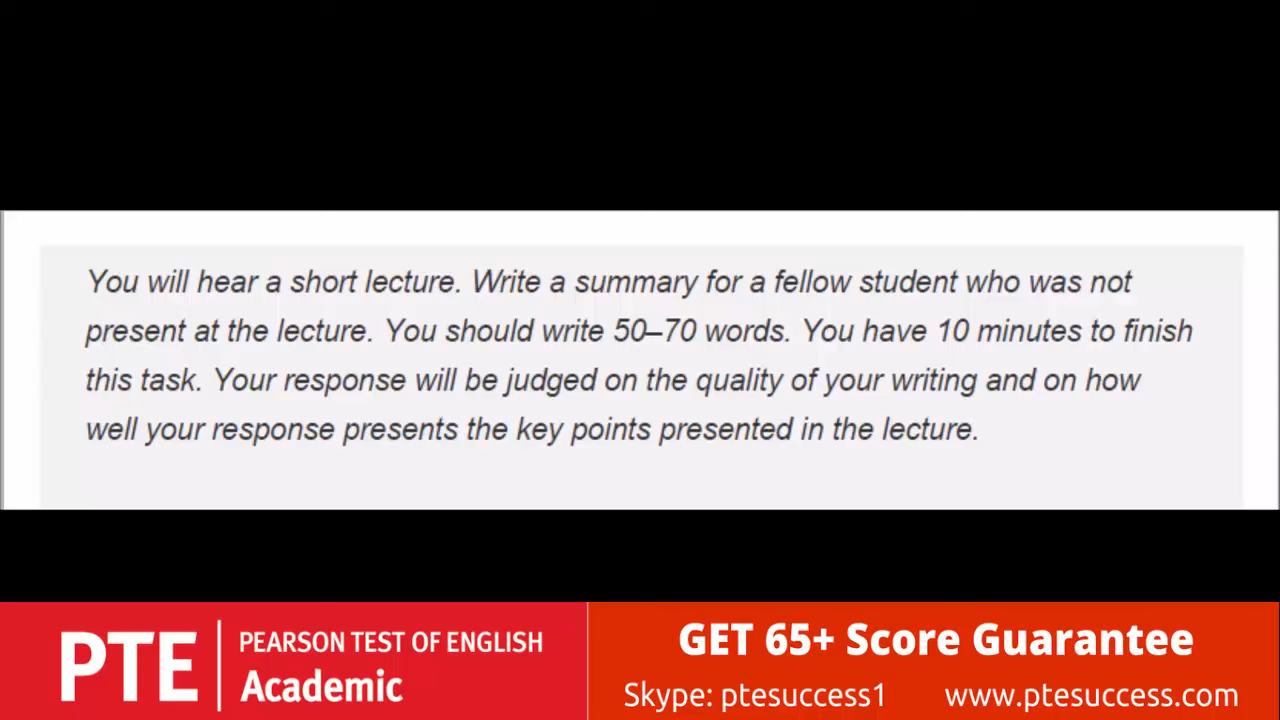 You will hear a short lecture. Write a summary for a fellow student who was not
present at the lecture. You should write 50–70 words. You have 10 minutes to finish
this task. Your response will be judged on the quality of your writing and on how
well your response presents the key points presented in the lecture.
PTE
PEARSON TEST OF ENGLISH
Academic
GET 65+ Score Guarantee
Skype: ptesuccess1 www.ptesuccess.com